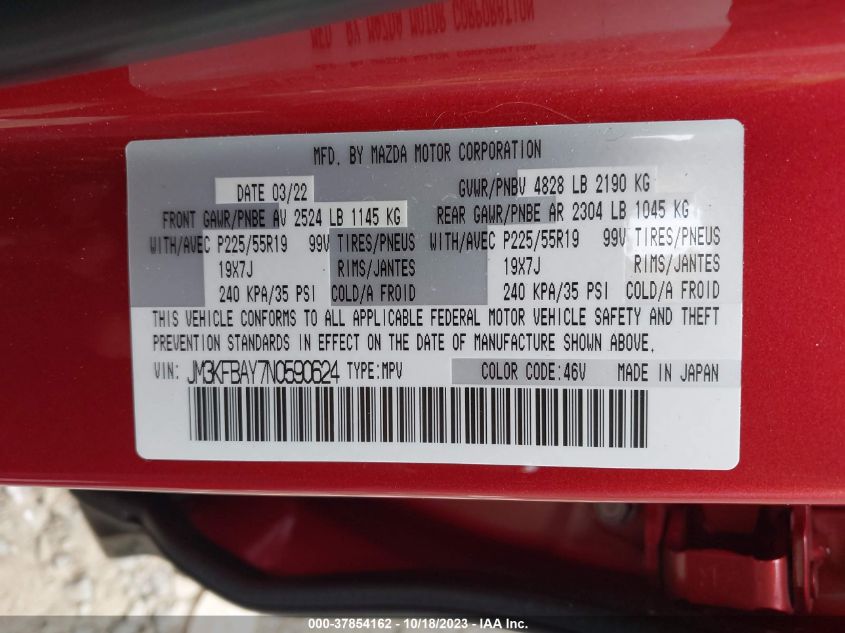 MFD. BY MAZDA MOTOR CORPORATION
MFD. BY MAZDA MOTOR CORPORATION
DATE 03/22 GVWR/PNBV 4828 LB 2190 KG
FRONT GAWR/PNBE AV 2524 LB 1145 KG REAR GAWR/PNBE AR 2304 LB 1045 KG
WITH/AVEC P225/55R19 99V TIRES/PNEUS WITH/AVEC P225/55R19 99V TIRES/PNEUS
19X7J RIMS/JANTES 19X7J RIMS/JANTES
240 KPA/35 PSI COLD/A FROID 240 KPA/35 PSI COLD/A FROID
THIS VEHICLE CONFORMS TO ALL APPLICABLE FEDERAL MOTOR VEHICLE SAFETY AND THEFT
PREVENTION STANDARDS IN EFFECT ON THE DATE OF MANUFACTURE SHOWN ABOVE.
VIN: JM3KFBAY7N0590624 TYPE:MPV COLOR CODE:46V MADE IN JAPAN
000-37854162 - 10/18/2023 - IAA Inc.